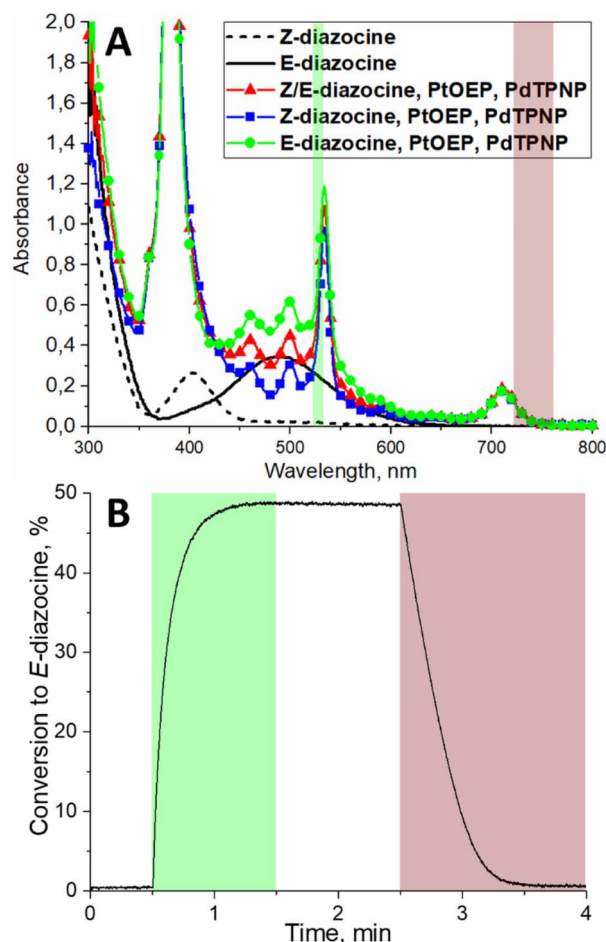 A
Z-diazocine
E-diazocine
Z/E-diazocine, PtOEP, PdTPNP
Z-diazocine, PtOEP, PdTPNP
E-diazocine, PtOEP, PdTPNP
Absorbance
2,0
1,8
1,6
1,4
1,2
1,0
0,8
0,6
0,4
0,2
0,0
300 400 500 600 700 800
Wavelength, nm
B
Conversion to E-diazocine, %
50
40
30
20
10
0
0 1 2 3 4
Time, min